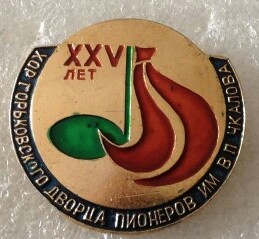 XXV
ЛЕТ
ХОР ГОРЬКОВСКОГО ДВОРЦА ПИОНЕРОВ ИМ. В.П. ЧКАЛОВА